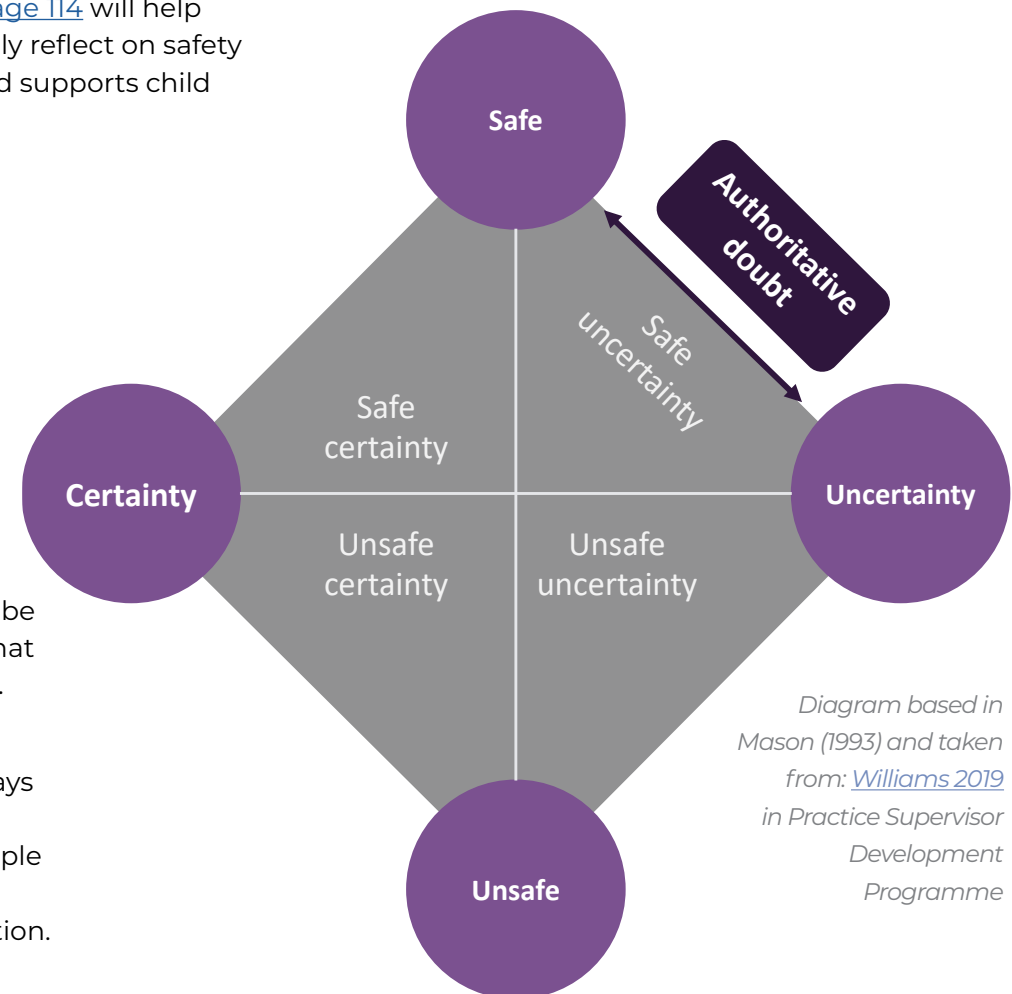 age 114 will help
ly reflect on safety
d supports child
Safe
Authoritative
doubt
Safe
uncertainty
Safe
certainty
Certainty
Uncertainty
Unsafe
certainty
Unsafe
uncertainty
be
hat
.
ays
ple
tion.
Diagram based in
Mason (1993) and taken
from: Williams 2019
in Practice Supervisor
Development
Programme
Unsafe